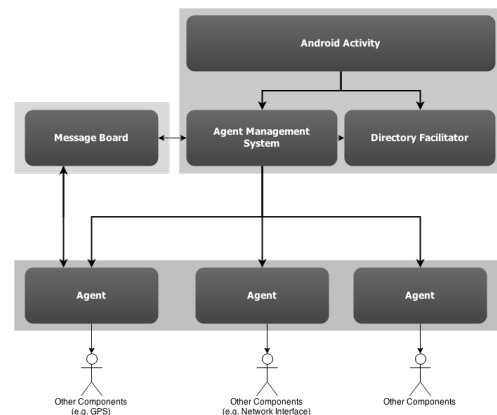 Android Activity
Message Board
Agent Management
System
Directory Facilitator
Agent
Agent
Agent
Other Components
(e.g. GPS)
Other Components
(e.g. Network Interface)
Other Components